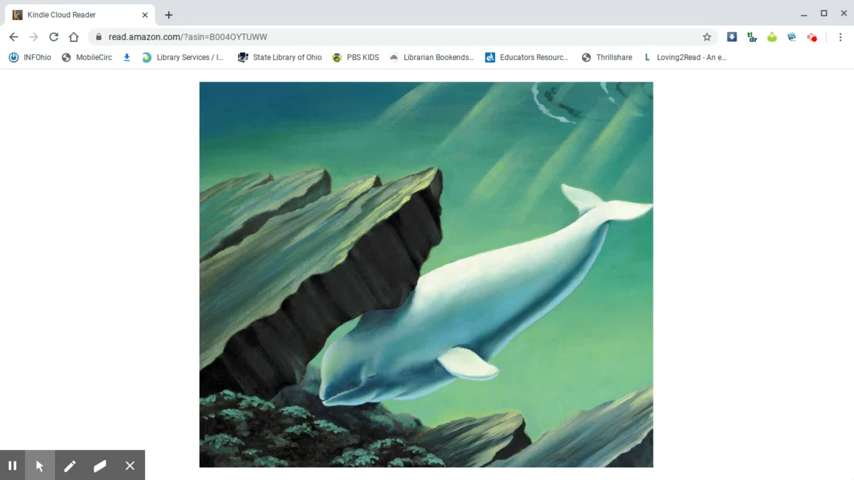 Kindle Cloud Reader
read.amazon.com/?asin=B004OYTUWW
INFOhio MobileCirc Library Services / I... State Library of Ohio PBS KIDS Librarian Bookends... Educators Resourc... Thrillshare Loving2Read - An e...